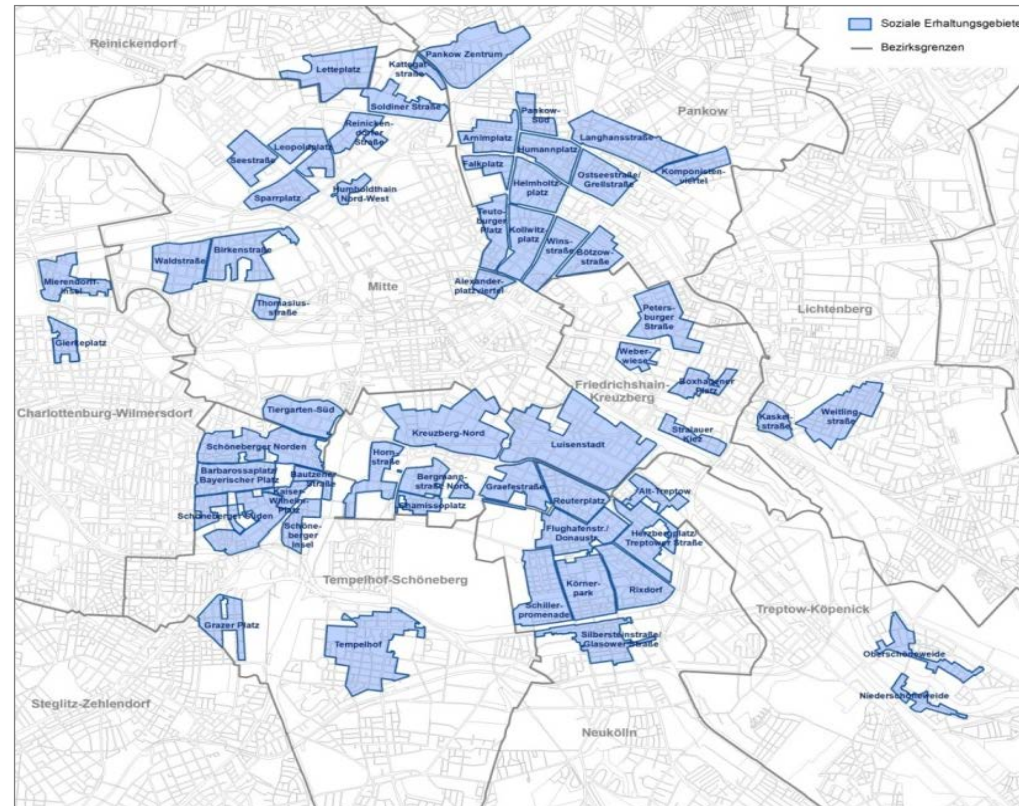 Soziale Erhaltungsgebiete
Bezirksgrenzen
Reinickendorf
Pankow Zentrum
Kattegat-
straße
Letteplatz
Soldiner Straße
Pankow-
Süd
Pankow
Reinicken-
dorfer
Straße
Arnimplatz
Langhansstraße
Leopoldplatz
Humannplatz
Seestraße
Falkplatz
Komponisten-
viertel
Ostseestraße/
Grellstraße
Humboldthain
Nord-West
Helmholtz-
platz
Sparrplatz
Teuto-
burger
Platz
Kollwitz-
platz
Wins-
straße
Bötzow-
straße
Birkenstraße
Waldstraße
Mierendorff-
insel
Mitte
Alexander-
platzviertel
Thomasius-
straße
Peters-
burger
Straße
Lichtenberg
Gierkeplatz
Weber-
wiese
Friedrichshain-
Kreuzberg
Boxhagener
Platz
Charlottenburg-Wilmersdorf
Tiergarten-Süd
Kaskel-
straße
Weitling-
straße
Stralauer
Kiez
Kreuzberg-Nord
Luisenstadt
Schöneberger Norden
Horn-
straße
Barbarossaplatz/
Bayerischer Platz
Bautzener
Straße
Bergmann-
straße Nord
Graefestraße
Kaiser-
Wilhelm-
Platz
Chamissoplatz
Reuterplatz
Alt-Treptow
Schöneberger Süden
Schöne-
berger
Insel
Flughafenstr./
Donaustr.
Herzbergplatz/
Treptower Straße
Tempelhof-Schöneberg
Körner-
park
Rixdorf
Schiller-
promenade
Treptow-Köpenick
Grazer Platz
Tempelhof
Silbersteinstraße/
Glasower Straße
Oberschöneweide
Niederschöneweide
Steglitz-Zehlendorf
Neukölln